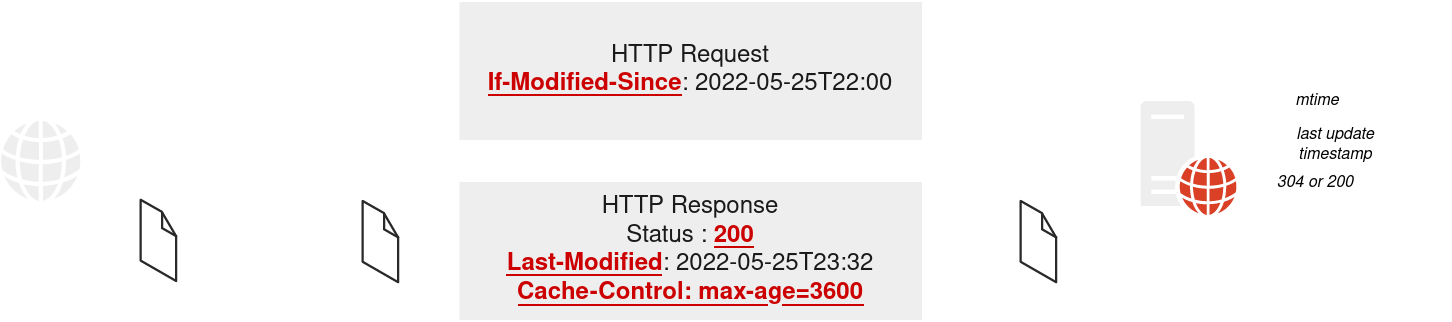 HTTP Request
If-Modified-Since: 2022-05-25T22:00
mtime
last update
timestamp
304 or 200
HTTP Response
Status : 200
Last-Modified: 2022-05-25T23:32
Cache-Control: max-age=3600